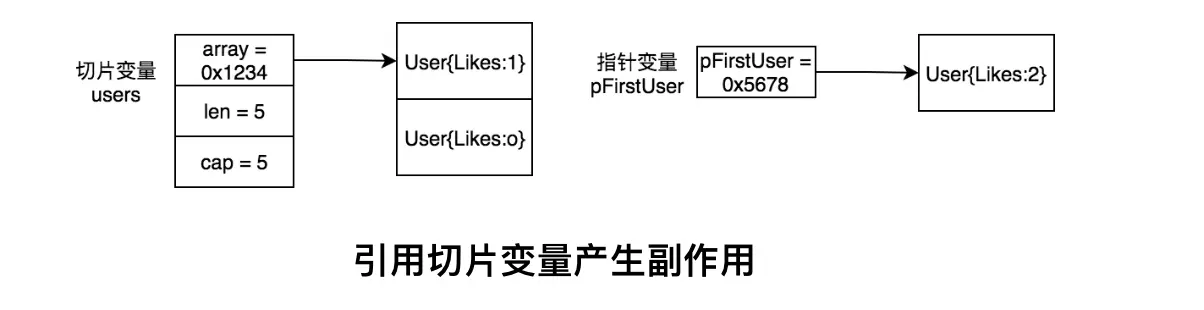 切片变量
users
array =
0x1234
len = 5
cap = 5
User{Likes:1}
User{Likes:o}
指针变量
pFirstUser
pFirstUser =
0x5678
User{Likes:2}
引用切片变量产生副作用